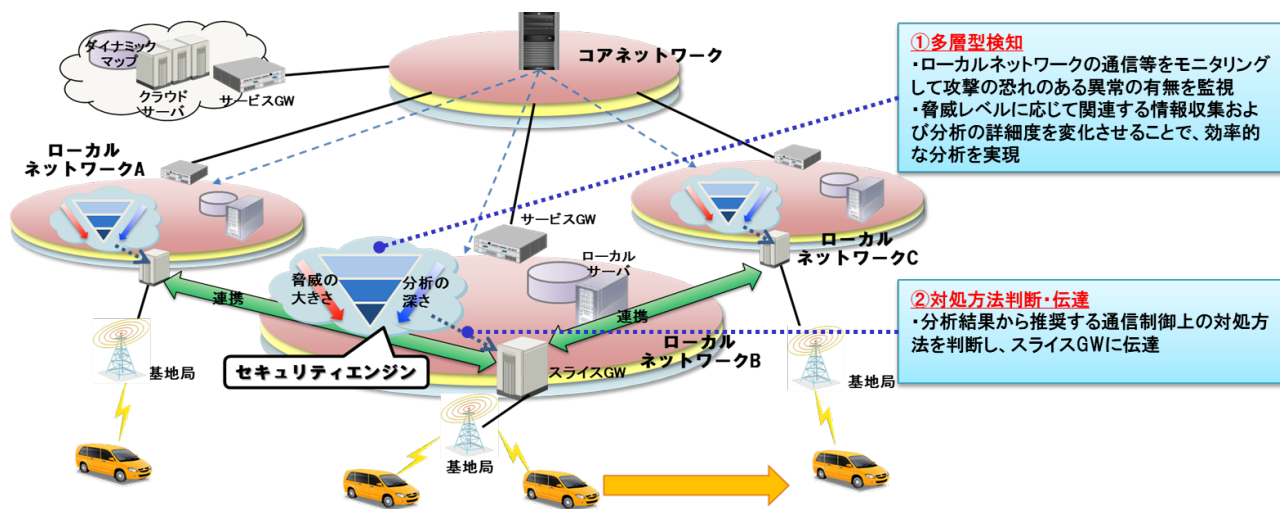 ダイナミック
マップ
クラウド
サーバ
サービスGW
コアネットワーク
①多層型検知
・ローカルネットワークの通信等をモニタリング
して攻撃の恐れのある異常の有無を監視
・脅威レベルに応じて関連する情報収集およ
び分析の詳細度を変化させることで、効率的
な分析を実現
ローカル
ネットワークA
サービスGW
ローカル
サーバ
ローカル
ネットワークC
脅威の
大きさ
分析の
深さ
連携
連携
②対処方法判断・伝達
・分析結果から推奨する通信制御上の対処方
法を判断し、スライスGWに伝達
ローカル
ネットワークB
セキュリティエンジン
スライスGW
基地局
基地局
基地局